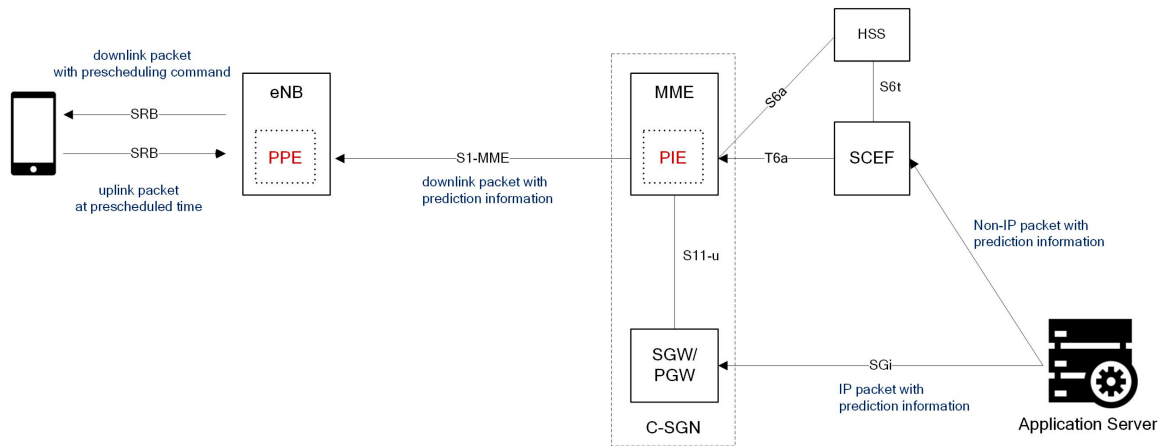 downlink packet
with prescheduling command
SRB
SRB
uplink packet
at prescheduled time
eNB
PPE
S1-MME
downlink packet with
prediction information
MME
PIE
S11-u
SGW/
PGW
C-SGN
S6a
HSS
S6t
T6a
SCEF
Non-IP packet with
prediction information
SGi
IP packet with
prediction information
Application Server